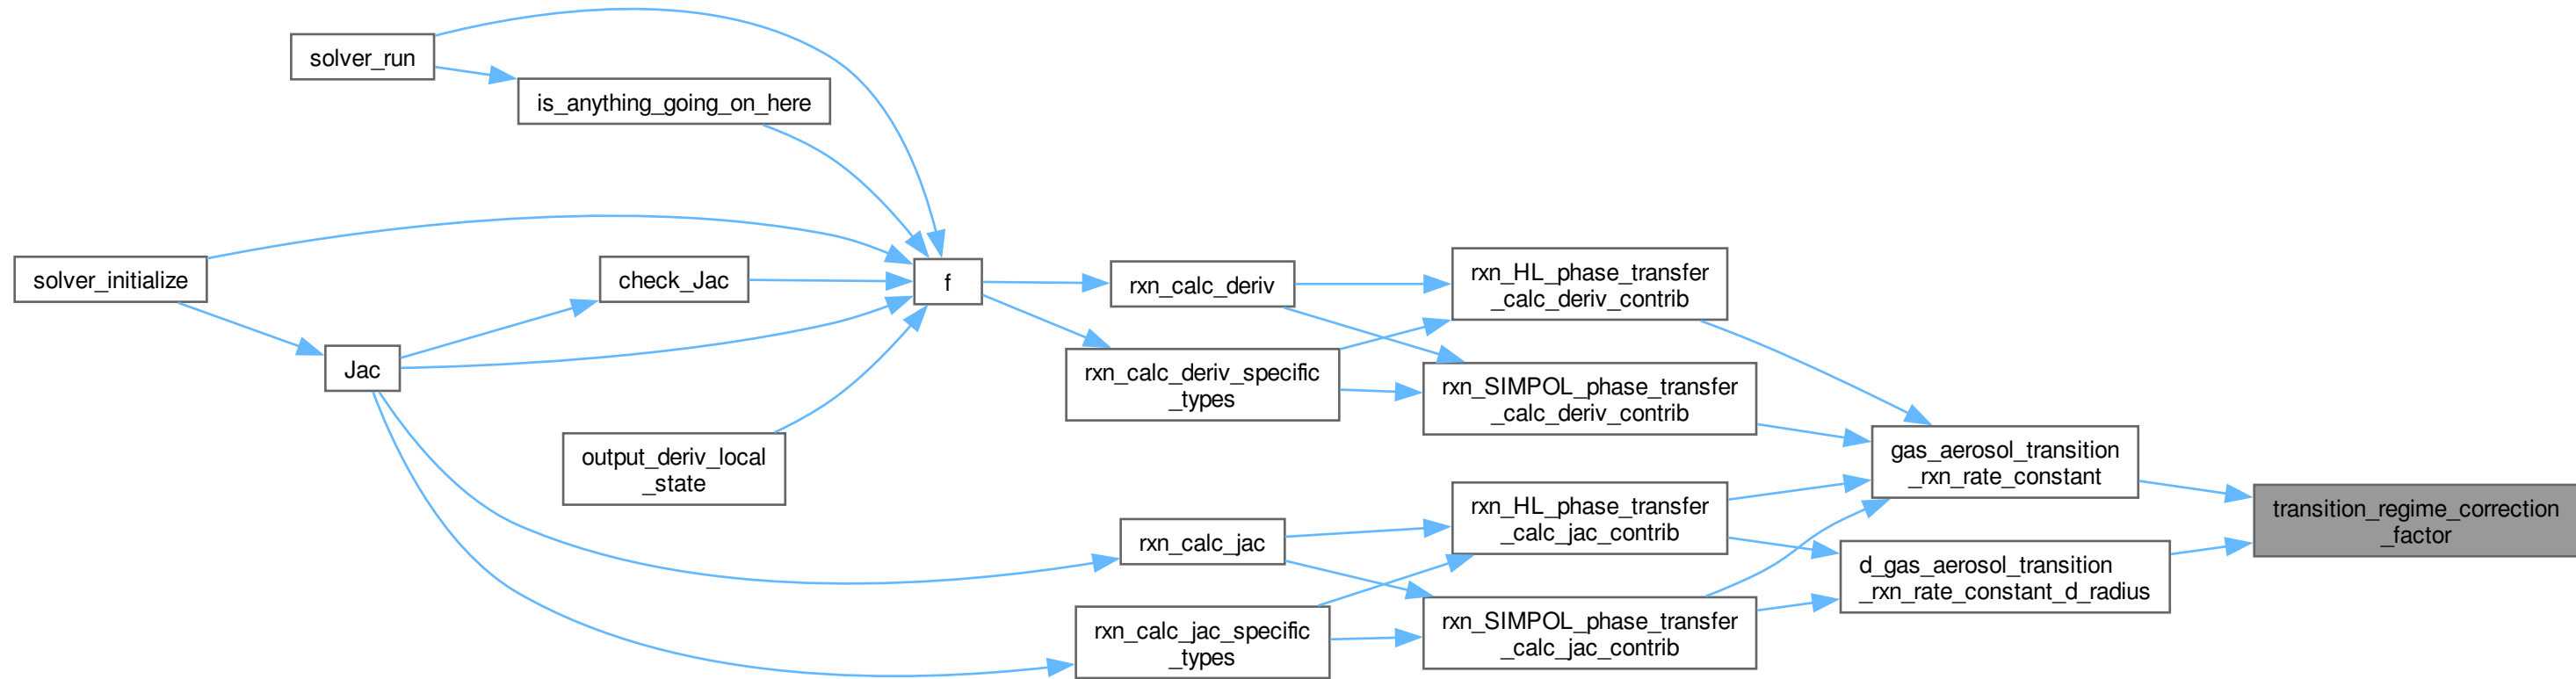 solver_run
is_anything_going_on_here
solver_initialize
check_Jac
f
Jac
output_deriv_local
_state
rxn_calc_deriv
rxn_calc_deriv_specific
_types
rxn_HL_phase_transfer
_calc_deriv_contrib
rxn_SIMPOL_phase_transfer
_calc_deriv_contrib
gas_aerosol_transition
_rxn_rate_constant
transition_regime_correction
_factor
rxn_calc_jac
rxn_HL_phase_transfer
_calc_jac_contrib
d_gas_aerosol_transition
_rxn_rate_constant_d_radius
rxn_calc_jac_specific
_types
rxn_SIMPOL_phase_transfer
_calc_jac_contrib